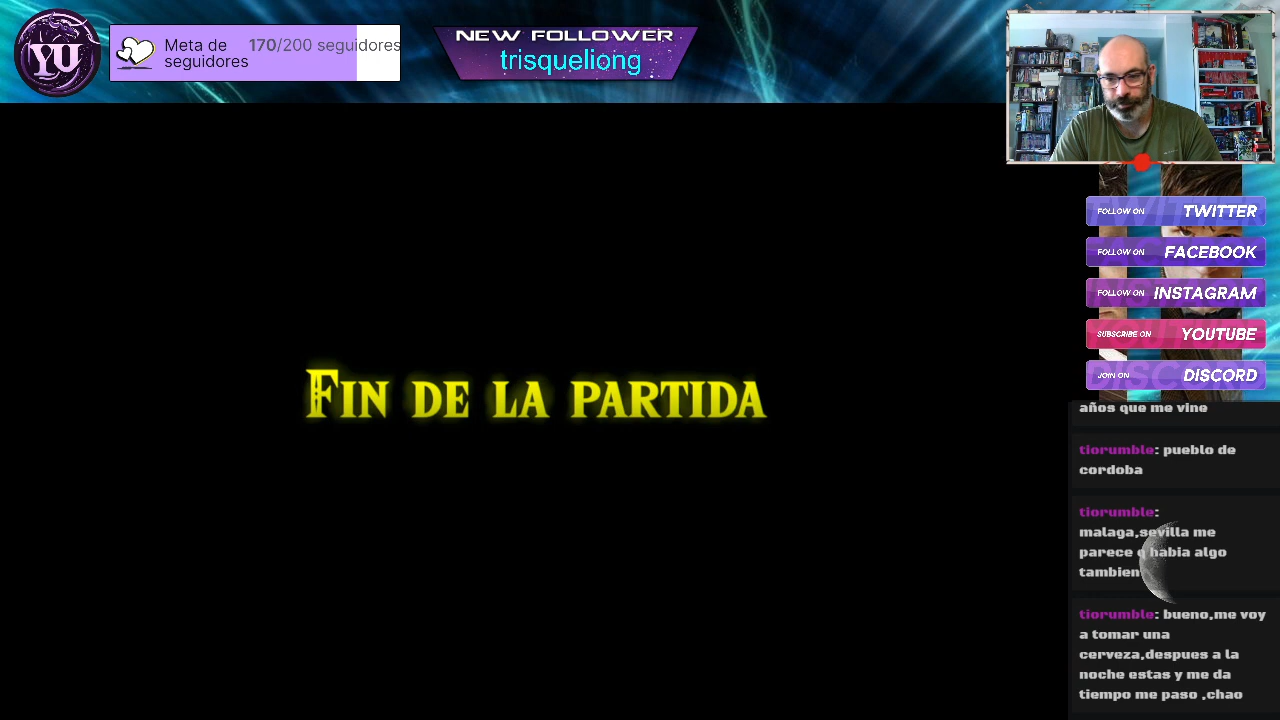 YU
Meta de seguidores
170/200 seguidores
NEW FOLLOWER
trisqueliong
FOLLOW ON TWITTER
FOLLOW ON FACEBOOK
FOLLOW ON INSTAGRAM
SUBSCRIBE ON YOUTUBE
JOIN ON DISCORD
FIN DE LA PARTIDA
años que me vine
tiorumble: pueblo de
cordoba
tiorumble:
malaga,sevilla me
parece q habia algo
tambien
tiorumble: bueno,me voy
a tomar una
cerveza,despues a la
noche estas y me da
tiempo me paso ,chao